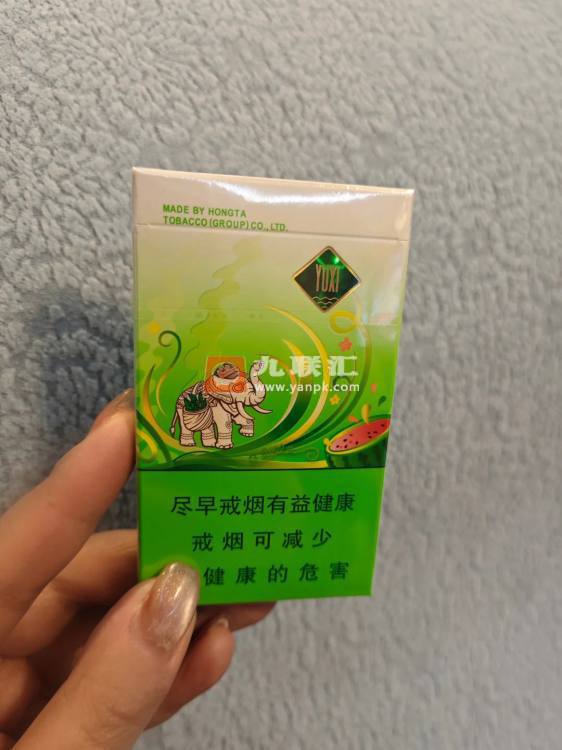 MADE BY HONGTA
TOBACCO (GROUP) CO., LTD.
YUXI
九联汇
www.yanpk.com
尽早戒烟有益健康
戒烟可减少
健康的危害